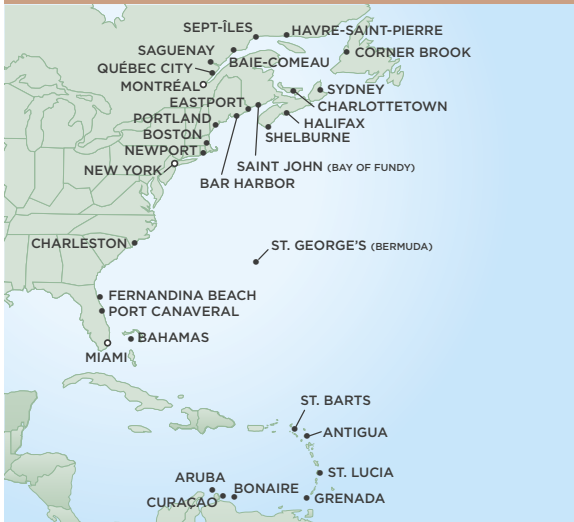 SEPT-ÎLES
HAVRE-SAINT-PIERRE
SAGUENAY
CORNER BROOK
BAIE-COMEAU
QUÉBEC CITY
MONTRÉAL
SYDNEY
EASTPORT
CHARLOTTETOWN
PORTLAND
HALIFAX
BOSTON
SHELBURNE
NEWPORT
SAINT JOHN (BAY OF FUNDY)
NEW YORK
BAR HARBOR
CHARLESTON
ST. GEORGE'S (BERMUDA)
FERNANDINA BEACH
PORT CANAVERAL
BAHAMAS
MIAMI
ST. BARTS
ANTIGUA
ST. LUCIA
ARUBA
BONAIRE
CURAÇAO
GRENADA